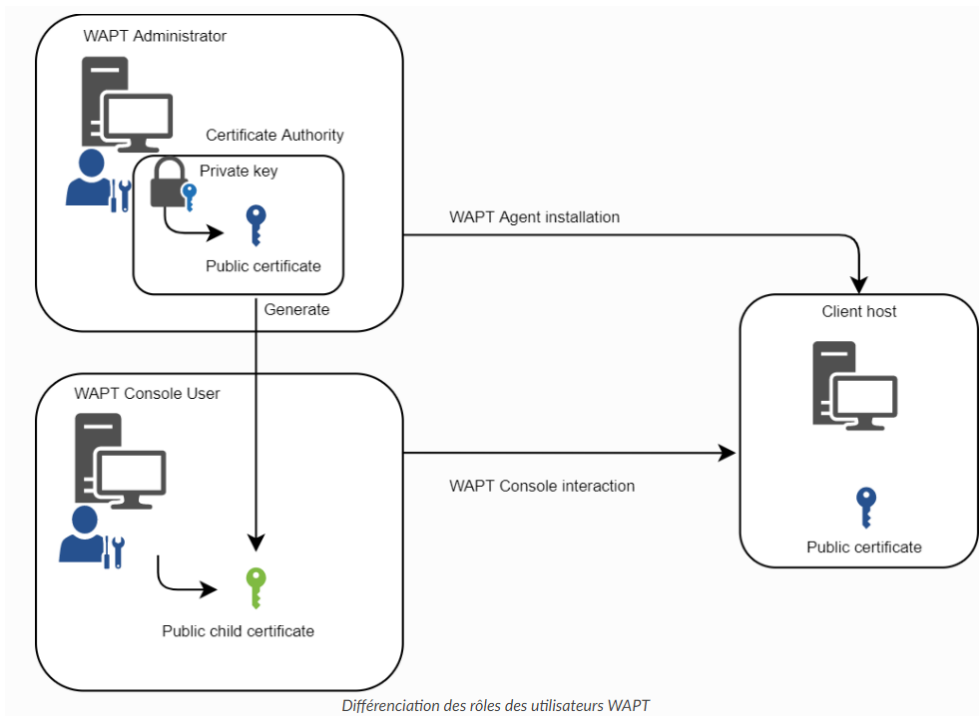 WAPT Administrator
Certificate Authority
Private key
Public certificate
Generate
WAPT Agent installation
Client host
Public certificate
WAPT Console User
WAPT Console interaction
Public child certificate
Différenciation des rôles des utilisateurs WAPT